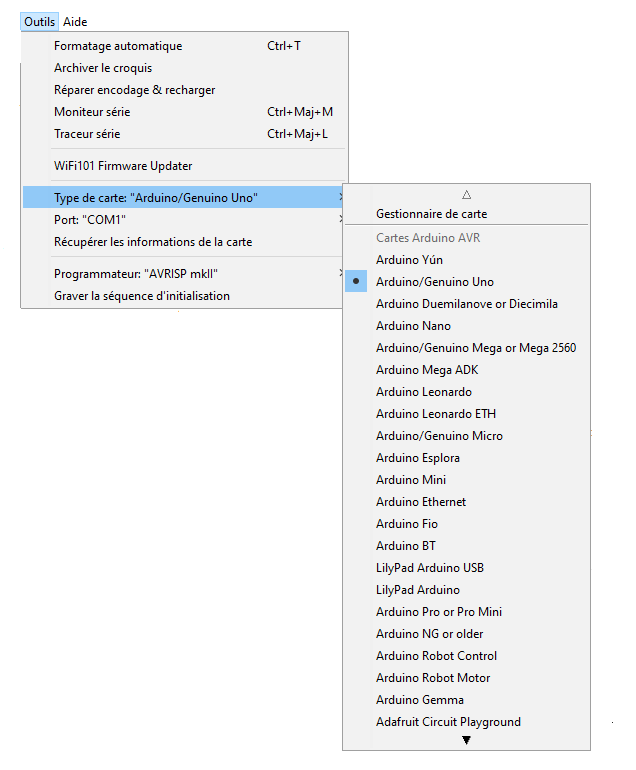 Outils Aide
Formatage automatique Ctrl+T
Archiver le croquis
Réparer encodage & recharger
Moniteur série Ctrl+Maj+M
Traceur série Ctrl+Maj+L
WiFi101 Firmware Updater
Type de carte: "Arduino/Genuino Uno"
Port: "COM1"
Récupérer les informations de la carte
Programmateur: "AVRISP mkII"
Graver la séquence d'initialisation
Gestionnaire de carte
Cartes Arduino AVR
Arduino Yún
Arduino/Genuino Uno
Arduino Duemilanove or Diecimila
Arduino Nano
Arduino/Genuino Mega or Mega 2560
Arduino Mega ADK
Arduino Leonardo
Arduino Leonardo ETH
Arduino/Genuino Micro
Arduino Esplora
Arduino Mini
Arduino Ethernet
Arduino Fio
Arduino BT
LilyPad Arduino USB
LilyPad Arduino
Arduino Pro or Pro Mini
Arduino NG or older
Arduino Robot Control
Arduino Robot Motor
Arduino Gemma
Adafruit Circuit Playground